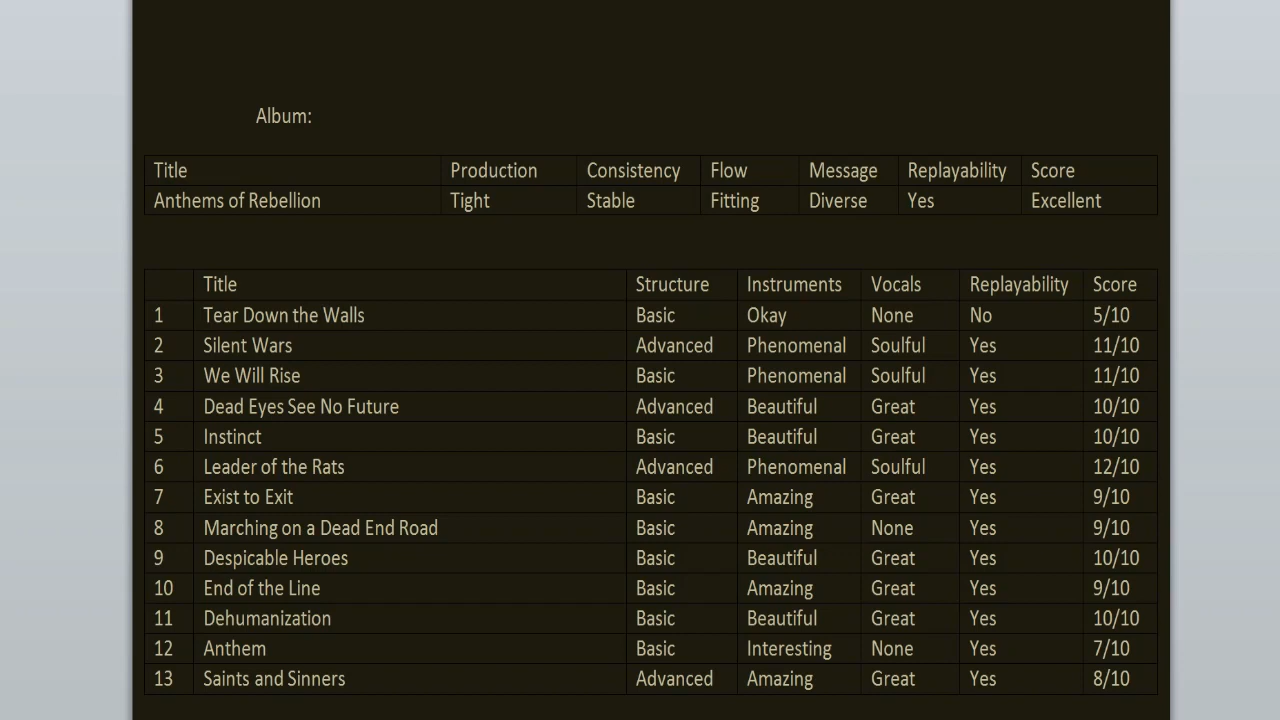 Album:
Title Production Consistency Flow Message Replayability Score
Anthems of Rebellion Tight Stable Fitting Diverse Yes Excellent
Title Structure Instruments Vocals Replayability Score
1 Tear Down the Walls Basic Okay None No 5/10
2 Silent Wars Advanced Phenomenal Soulful Yes 11/10
3 We Will Rise Basic Phenomenal Soulful Yes 11/10
4 Dead Eyes See No Future Advanced Beautiful Great Yes 10/10
5 Instinct Basic Beautiful Great Yes 10/10
6 Leader of the Rats Advanced Phenomenal Soulful Yes 12/10
7 Exist to Exit Basic Amazing Great Yes 9/10
8 Marching on a Dead End Road Basic Amazing None Yes 9/10
9 Despicable Heroes Basic Beautiful Great Yes 10/10
10 End of the Line Basic Amazing Great Yes 9/10
11 Dehumanization Basic Beautiful Great Yes 10/10
12 Anthem Basic Interesting None Yes 7/10
13 Saints and Sinners Advanced Amazing Great Yes 8/10